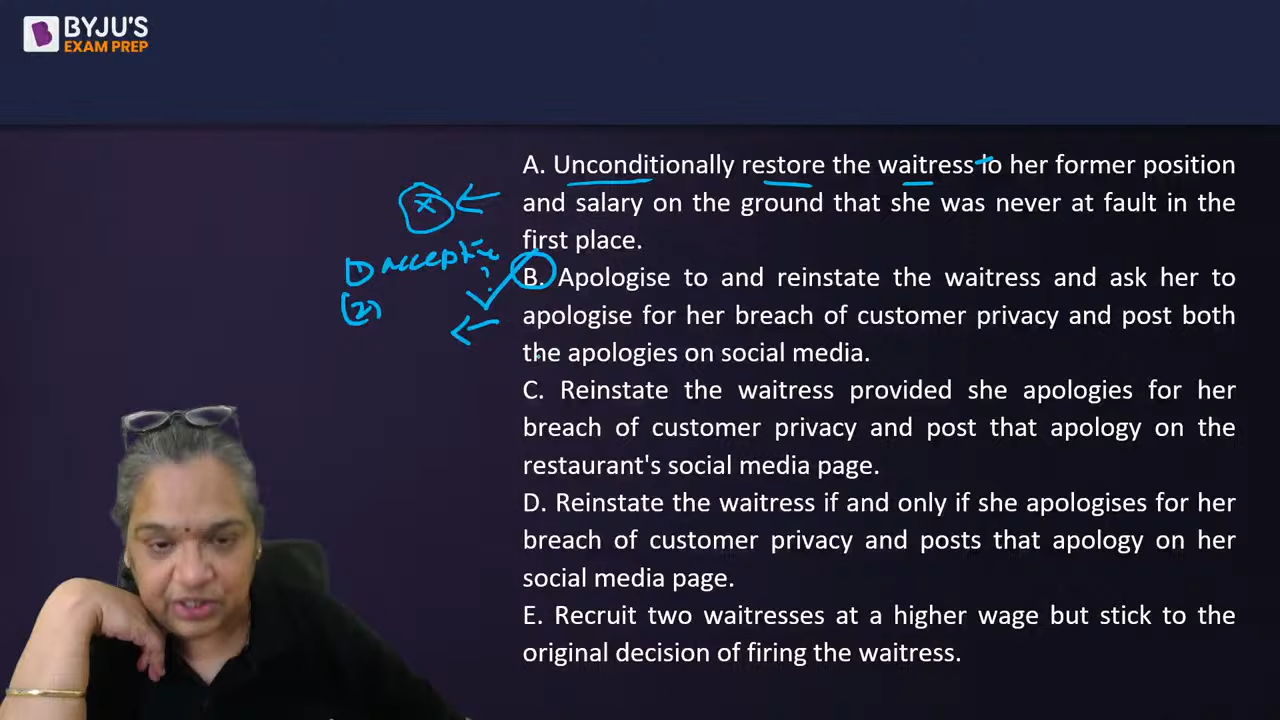 BYJU'S
EXAM PREP
A. Unconditionally restore the waitress to her former position
and salary on the ground that she was never at fault in the
first place.
B. Apologise to and reinstate the waitress and ask her to
apologise for her breach of customer privacy and post both
the apologies on social media.
C. Reinstate the waitress provided she apologies for her
breach of customer privacy and post that apology on the
restaurant's social media page.
D. Reinstate the waitress if and only if she apologises for her
breach of customer privacy and posts that apology on her
social media page.
E. Recruit two waitresses at a higher wage but stick to the
original decision of firing the waitress.
x
?
(2)